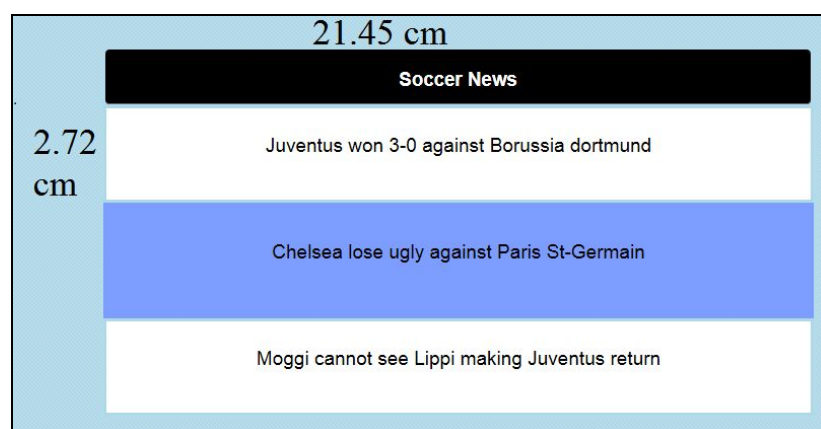 21.45 cm
Soccer News
2.72
cm
Juventus won 3-0 against Borussia dortmund
Chelsea lose ugly against Paris St-Germain
Moggi cannot see Lippi making Juventus return